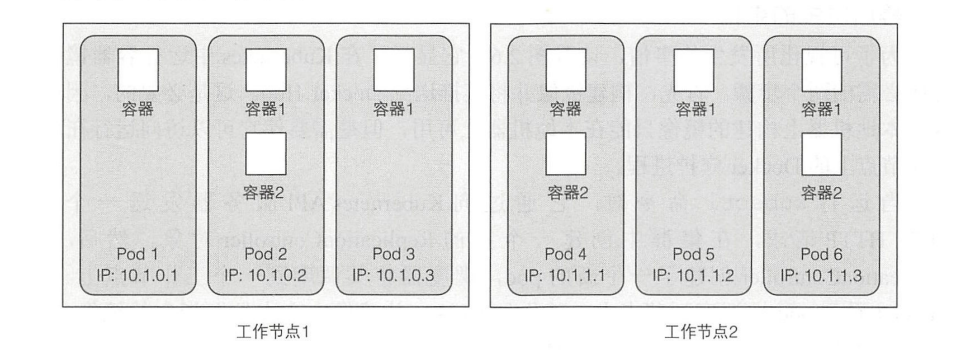 容器
容器1
容器1
容器2
Pod 1
IP: 10.1.0.1
Pod 2
IP: 10.1.0.2
Pod 3
IP: 10.1.0.3
工作节点1
容器
容器1
容器1
容器2
容器2
Pod 4
IP: 10.1.1.1
Pod 5
IP: 10.1.1.2
Pod 6
IP: 10.1.1.3
工作节点2